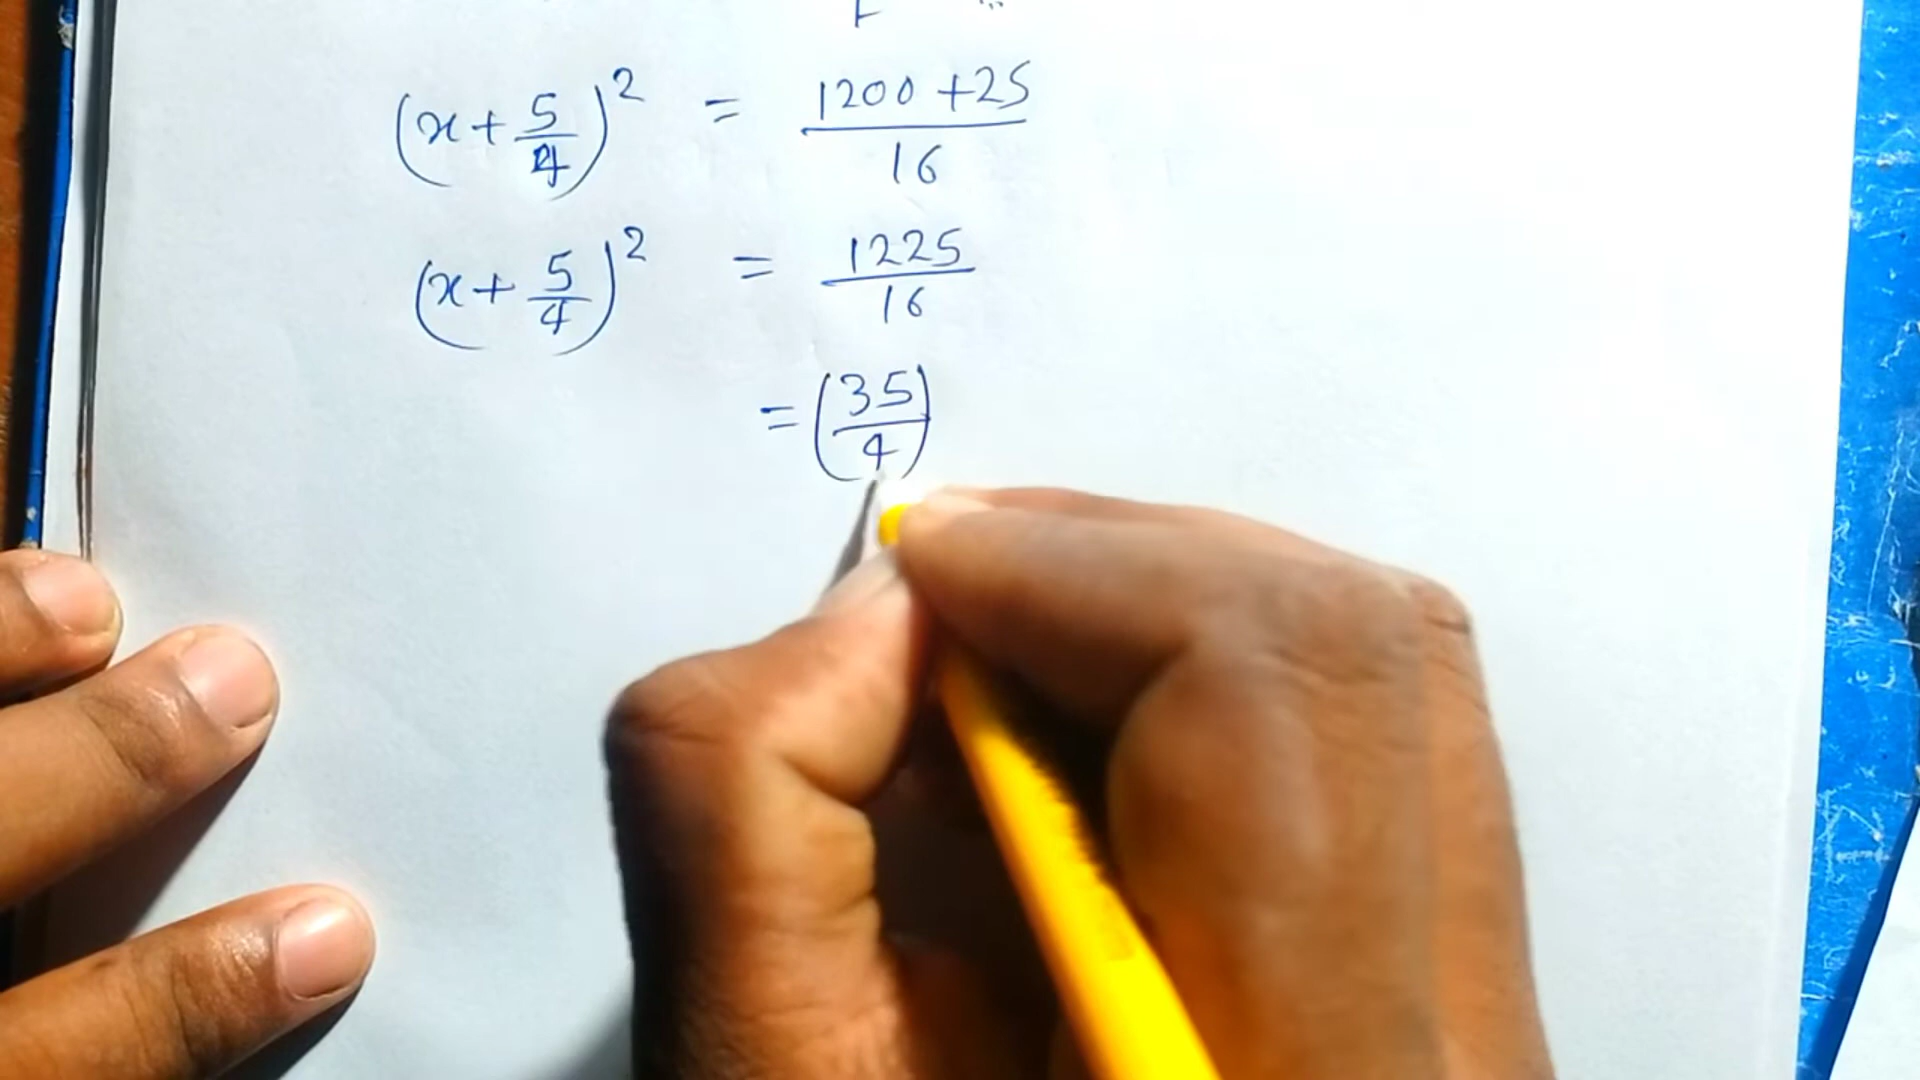 (x + 5/4)² = 1200 + 25/16
(x + 5/4)² = 1225/16
= (35/4)